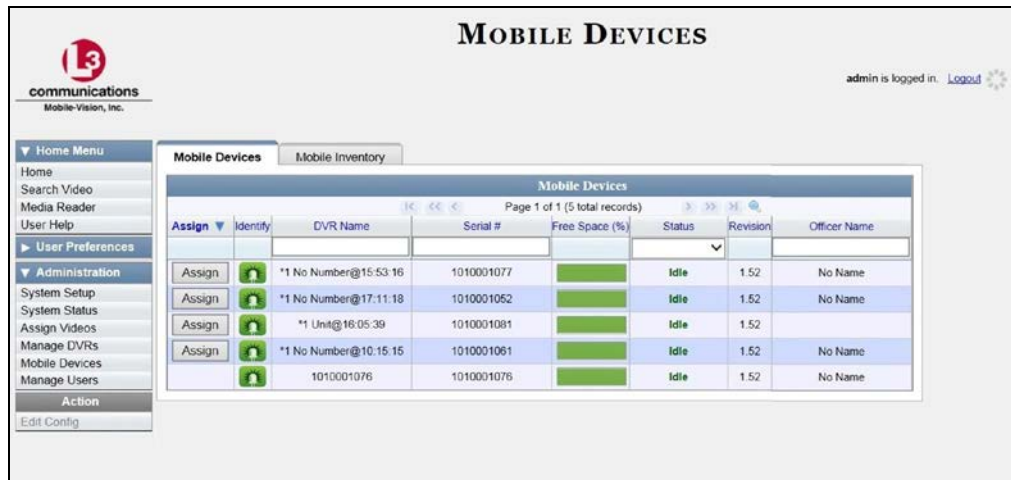 MOBILE DEVICES
L3
communications
Mobile-Vision, Inc.
admin is logged in. Logout
Home Menu
Home
Search Video
Media Reader
User Help
User Preferences
Administration
System Setup
System Status
Assign Videos
Manage DVRs
Mobile Devices
Manage Users
Action
Edit Config
Mobile Devices Mobile Inventory
Mobile Devices
Page 1 of 1 (5 total records)
Assign Identify DVR Name Serial # Free Space (%) Status Revision Officer Name
Assign *1 No Number@15:53:16 1010001077 Idle 1.52 No Name
Assign *1 No Number@17:11:18 1010001052 Idle 1.52 No Name
Assign *1 Unit@16:05:39 1010001081 Idle 1.52
Assign *1 No Number@10:15:15 1010001061 Idle 1.52 No Name
1010001076 1010001076 Idle 1.52 No Name